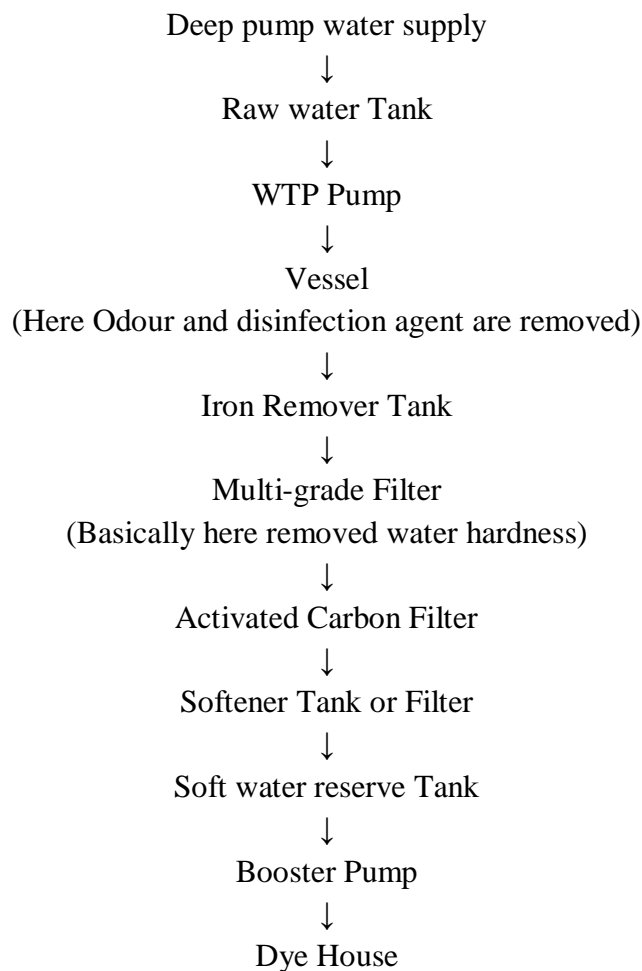 Deep pump water supply
↓
Raw water Tank
↓
WTP Pump
↓
Vessel
(Here Odour and disinfection agent are removed)
↓
Iron Remover Tank
↓
Multi-grade Filter
(Basically here removed water hardness)
↓
Activated Carbon Filter
↓
Softener Tank or Filter
↓
Soft water reserve Tank
↓
Booster Pump
↓
Dye House